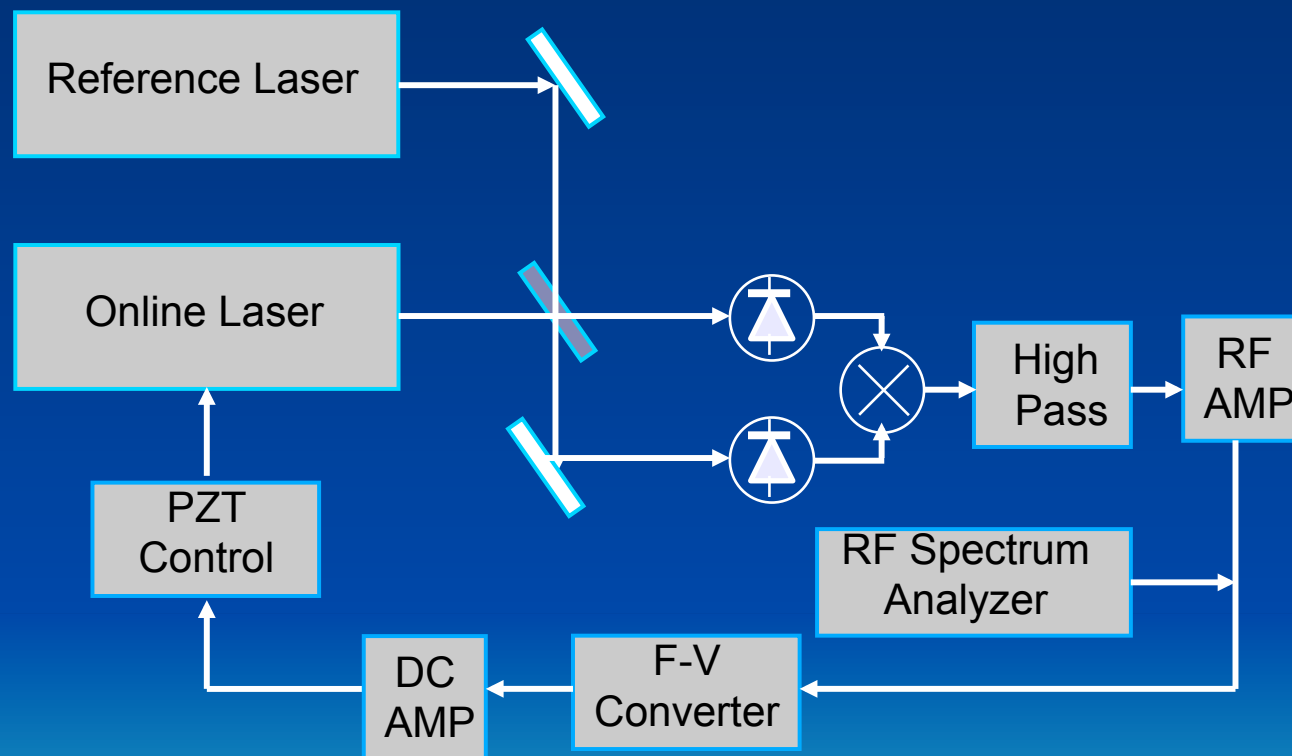 Reference Laser
Online Laser
High
Pass
RF
AMP
PZT
Control
RF Spectrum
Analyzer
DC
AMP
F-V
Converter